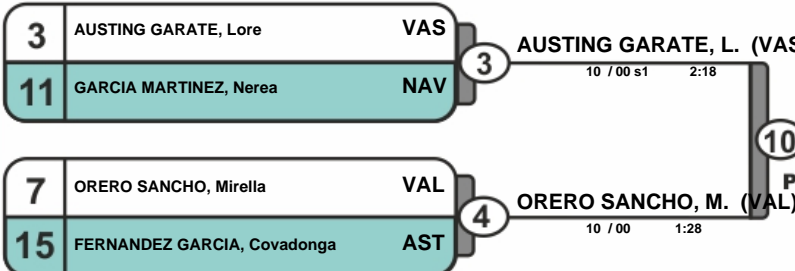 3 AUSTING GARATE, Lore VAS
11 GARCIA MARTINEZ, Nerea NAV
3
AUSTING GARATE, L. (VAS
10 / 00 s1 2:18
10
P
7 ORERO SANCHO, Mirella VAL
15 FERNANDEZ GARCIA, Covadonga AST
4
ORERO SANCHO, M. (VAL)
10 / 00 1:28